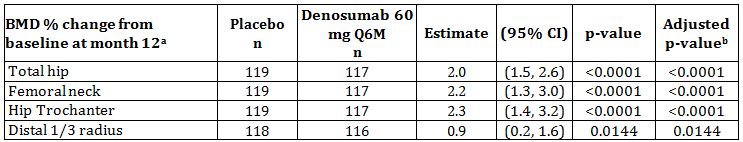 BMD % change from baseline at month 12ᵃ | Placebo n | Denosumab 60 mg Q6M n | Estimate | (95% CI) | p-value | Adjusted p-valueᵇ
Total hip | 119 | 117 | 2.0 | (1.5, 2.6) | <0.0001 | <0.0001
Femoral neck | 119 | 117 | 2.2 | (1.3, 3.0) | <0.0001 | <0.0001
Hip Trochanter | 119 | 117 | 2.3 | (1.4, 3.2) | <0.0001 | <0.0001
Distal 1/3 radius | 118 | 116 | 0.9 | (0.2, 1.6) | 0.0144 | 0.0144